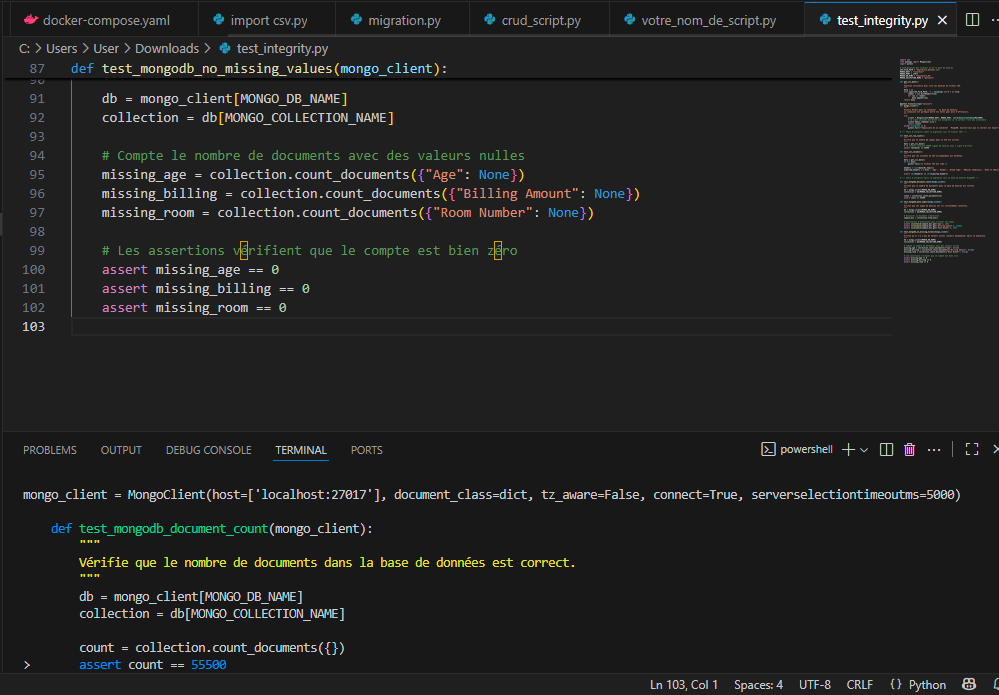 docker-compose.yaml import csv.py migration.py crud_script.py votre_nom_de_script.py test_integrity.py
C: > Users > User > Downloads > test_integrity.py
87 def test_mongodb_no_missing_values(mongo_client):
91 db = mongo_client[MONGO_DB_NAME]
92 collection = db[MONGO_COLLECTION_NAME]
93
94 # Compte le nombre de documents avec des valeurs nulles
95 missing_age = collection.count_documents({"Age": None})
96 missing_billing = collection.count_documents({"Billing Amount": None})
97 missing_room = collection.count_documents({"Room Number": None})
98
99 # Les assertions vérifient que le compte est bien zéro
100 assert missing_age == 0
101 assert missing_billing == 0
102 assert missing_room == 0
103
PROBLEMS OUTPUT DEBUG CONSOLE TERMINAL PORTS powershell
mongo_client = MongoClient(host=['localhost:27017'], document_class=dict, tz_aware=False, connect=True, serverselectiontimeoutms=5000)
def test_mongodb_document_count(mongo_client):
"""
Vérifie que le nombre de documents dans la base de données est correct.
"""
db = mongo_client[MONGO_DB_NAME]
collection = db[MONGO_COLLECTION_NAME]
count = collection.count_documents({})
> assert count == 55500
Ln 103, Col 1 Spaces: 4 UTF-8 CRLF {} Python